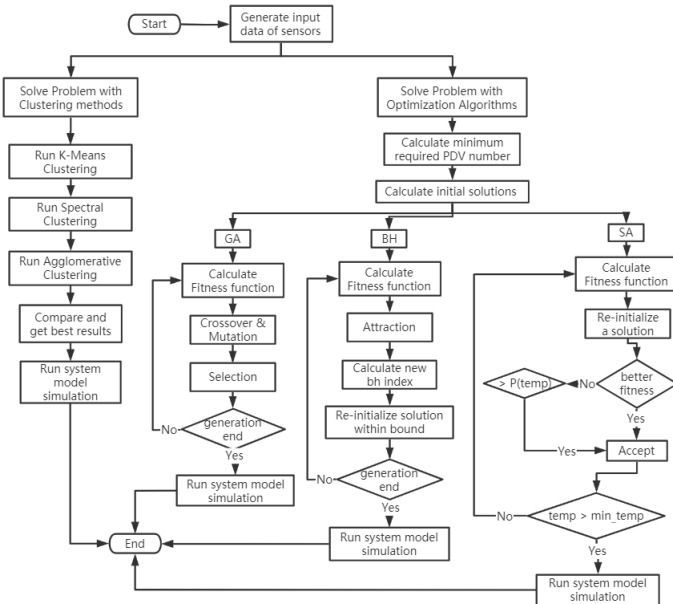 Start
Generate input
data of sensors
Solve Problem with
Clustering methods
Run K-Means
Clustering
Run Spectral
Clustering
Run Agglomerative
Clustering
Compare and
get best results
Run system
model
simulation
Solve Problem with
Optimization Algorithms
Calculate minimum
required PDV number
Calculate initial solutions
GA
Calculate
Fitness function
Crossover &
Mutation
Selection
generation
end
No
Yes
Run system model
simulation
BH
Calculate
Fitness function
Attraction
Calculate new
bh index
Re-initialize solution
within bound
generation
end
No
Yes
Run system model
simulation
SA
Calculate
Fitness function
Re-initialize
a solution
better
fitness
No
> P(temp)
Yes
Yes
Accept
temp > min_temp
No
Yes
Run system model
simulation
End